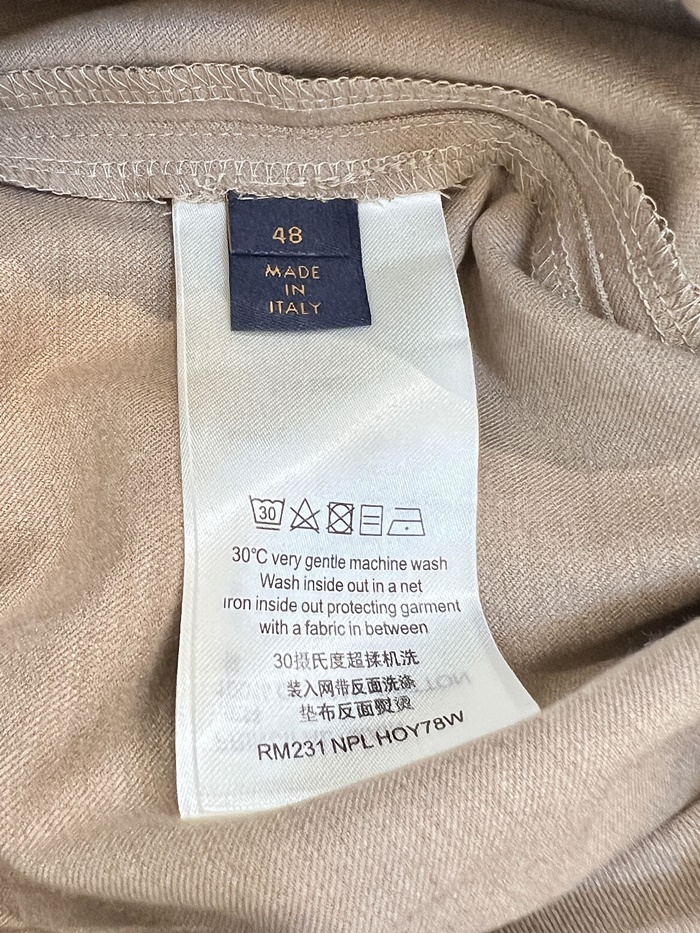 48
MADE
IN
ITALY
30
30°C very gentle machine wash
Wash inside out in a net
iron inside out protecting garment
with a fabric in between
30摄氏度超揉机洗
装入网带反面洗涤
垫布反面熨烫
RM231 NPL HOY78W